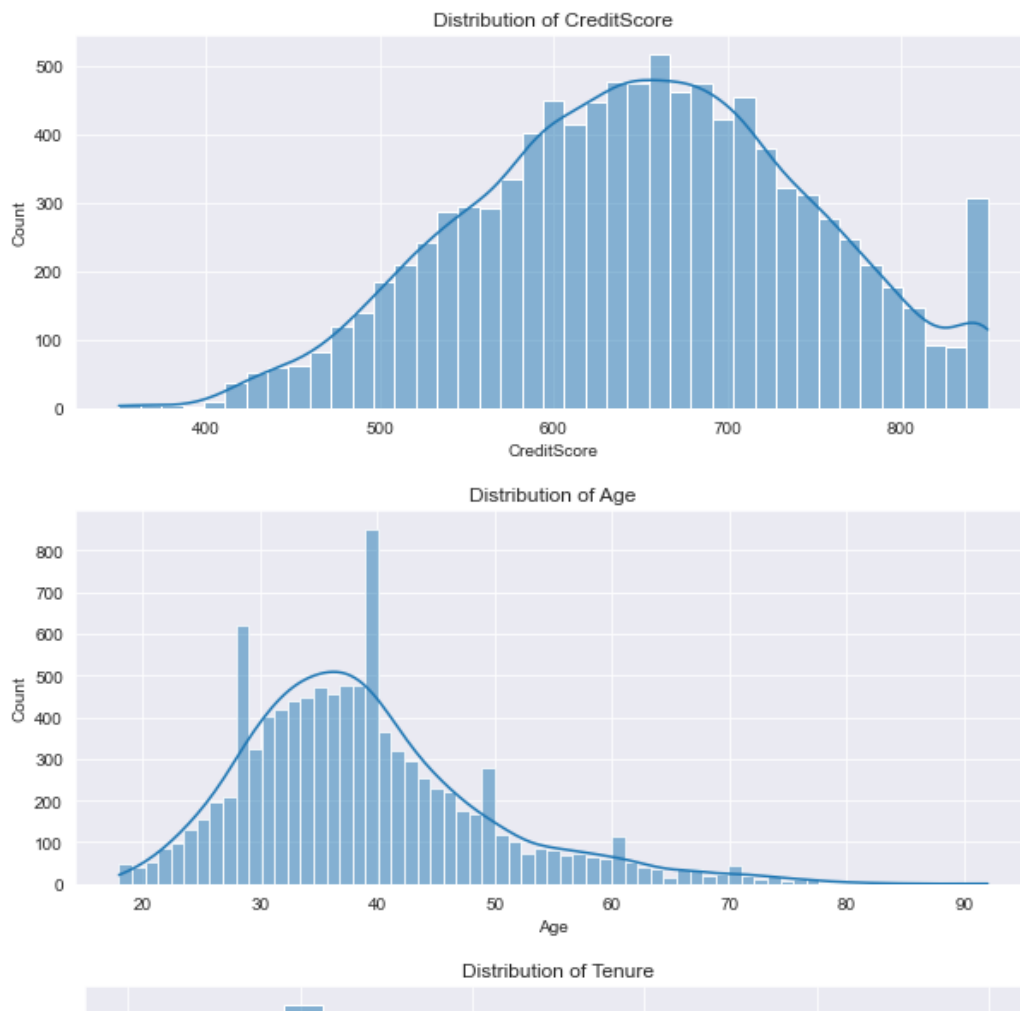 Distribution of CreditScore
500
400
300
200
100
0
Count
400 500 600 700 800
CreditScore
Distribution of Age
800
700
600
500
400
300
200
100
0
Count
20 30 40 50 60 70 80 90
Age
Distribution of Tenure